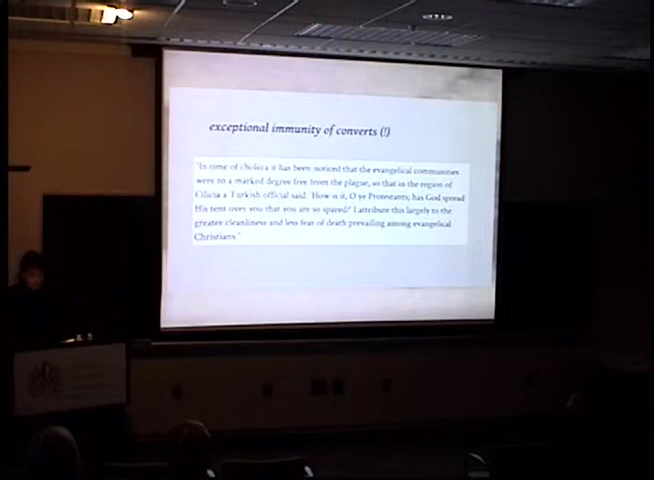 exceptional immunity of converts (!)
"In time of cholera it has been noticed that the evangelical communities
were to a marked degree free from the plague, so that in the region of
Cilicia a Turkish official said: 'How is it, O ye Protestants; has God spread
His tent over you that you are so spared?' I attribute this largely to the
greater cleanliness and less fear of death prevailing among evangelical
Christians."